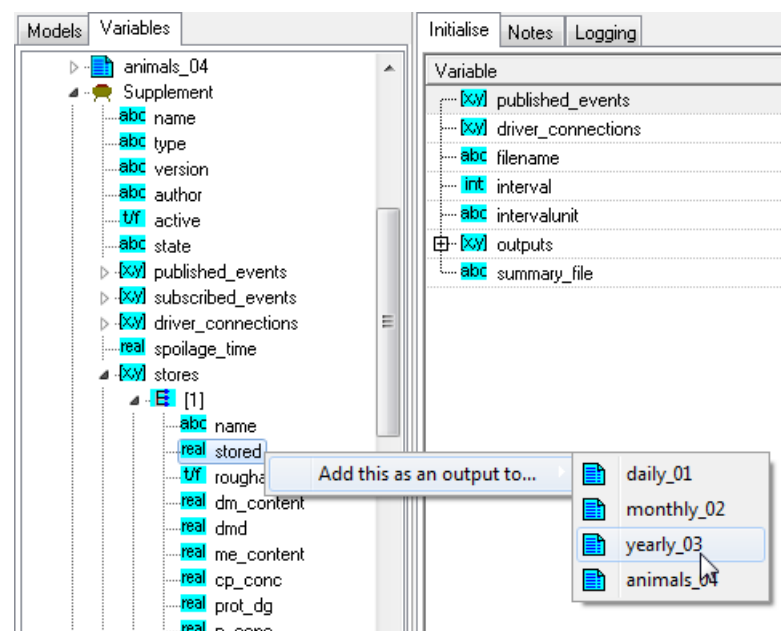 Models Variables
animals_04
Supplement
abc name
abc type
abc version
abc author
t/f active
abc state
[x,y] published_events
[x,y] subscribed_events
[x,y] driver_connections
real spoilage_time
[x,y] stores
[1]
abc name
real stored
t/f rougha
real dm_content
real dmd
real me_content
real cp_conc
real prot_dg
real p_conc
Initialise Notes Logging
Variable
[x,y] published_events
[x,y] driver_connections
abc filename
int interval
abc intervalunit
[x,y] outputs
abc summary_file
Add this as an output to...
daily_01
monthly_02
yearly_03
animals_04